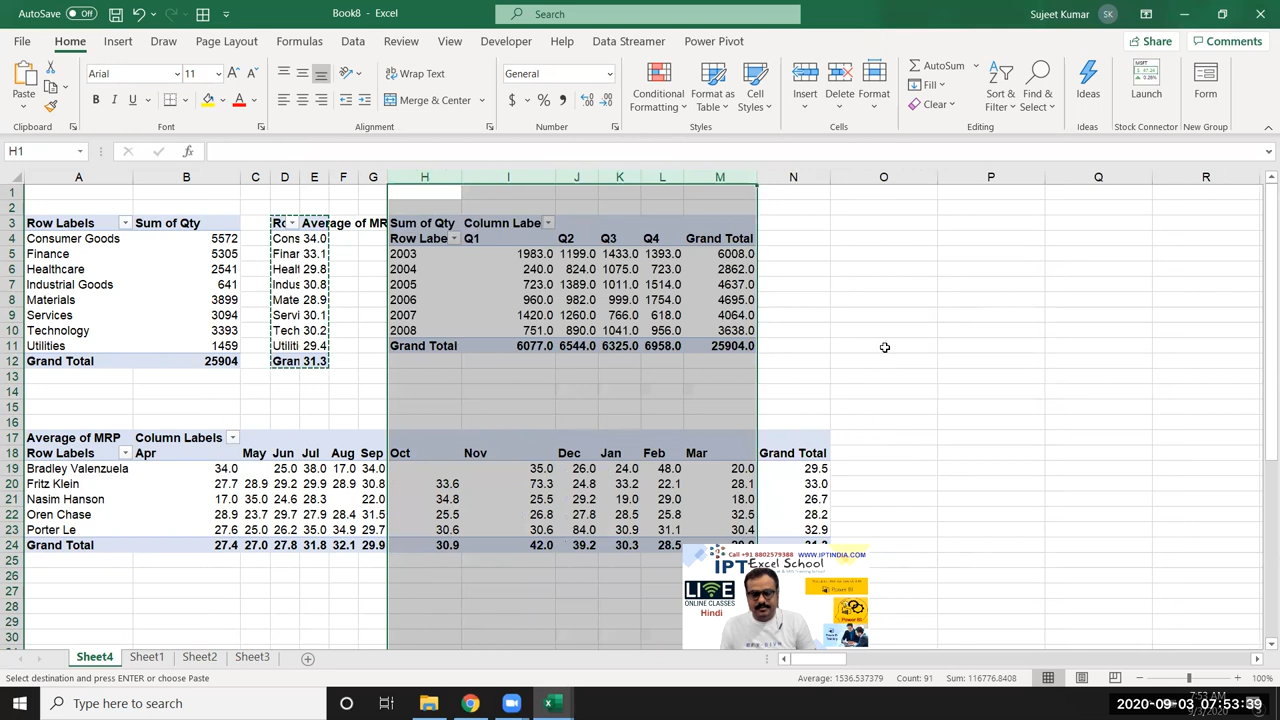 AutoSave Off Book8 - Excel Search Sujeet Kumar SK
File Home Insert Draw Page Layout Formulas Data Review View Developer Help Data Streamer Power Pivot Share Comments
Paste Arial 11 Wrap Text General Conditional Formatting Format as Table Cell Styles Insert Delete Format AutoSum Sort & Filter Find & Select Ideas Launch Form
B I U Merge & Center $ % Fill
Clear
Clipboard Font Alignment Number Styles Cells Editing Ideas Stock Connector New Group
H1 fx
A B C D E F G H I J K L M N O P Q R
1
2
3 Row Labels Sum of Qty Rc Average of MR Sum of Qty Column Labe
4 Consumer Goods 5572 Cons 34.0 Row Labe Q1 Q2 Q3 Q4 Grand Total
5 Finance 5305 Finar 33.1 2003 1983.0 1199.0 1433.0 1393.0 6008.0
6 Healthcare 2541 Healt 29.8 2004 240.0 824.0 1075.0 723.0 2862.0
7 Industrial Goods 641 Indus 30.8 2005 723.0 1389.0 1011.0 1514.0 4637.0
8 Materials 3899 Mate 28.9 2006 960.0 982.0 999.0 1754.0 4695.0
9 Services 3094 Servi 30.1 2007 1420.0 1260.0 766.0 618.0 4064.0
10 Technology 3393 Tech 30.2 2008 751.0 890.0 1041.0 956.0 3638.0
11 Utilities 1459 Utiliti 29.4 Grand Total 6077.0 6544.0 6325.0 6958.0 25904.0
12 Grand Total 25904 Gran 31.3
13
14
15
16
17 Average of MRP Column Labels
18 Row Labels Apr May Jun Jul Aug Sep Oct Nov Dec Jan Feb Mar Grand Total
19 Bradley Valenzuela 34.0 25.0 38.0 17.0 34.0 35.0 26.0 24.0 48.0 20.0 29.5
20 Fritz Klein 27.7 28.9 29.2 29.9 28.9 30.8 33.6 73.3 24.8 33.2 22.1 28.1 33.0
21 Nasim Hanson 17.0 35.0 24.6 28.3 22.0 34.8 25.5 29.2 19.0 29.0 18.0 26.7
22 Oren Chase 28.9 23.7 29.7 27.9 28.4 31.5 25.5 26.8 27.8 28.5 25.8 32.5 28.2
23 Porter Le 27.6 25.0 26.2 35.0 34.9 29.7 30.6 30.6 84.0 30.9 31.1 30.4 32.9
24 Grand Total 27.4 27.0 27.8 31.8 32.1 29.9 30.9 42.0 39.2 30.3 28.5
25
26
27
28
29
30
Call +91 8802579388 WWW.IPTINDIA.COM
IPT Excel School
LIVE
ONLINE CLASSES
Hindi
Power BI
Sheet4 Sheet1 Sheet2 Sheet3
Select destination and press ENTER or choose Paste Average: 1536.537379 Count: 91 Sum: 116776.8408 100%
Type here to search 7:53 AM
2020-09-03 07:53:39